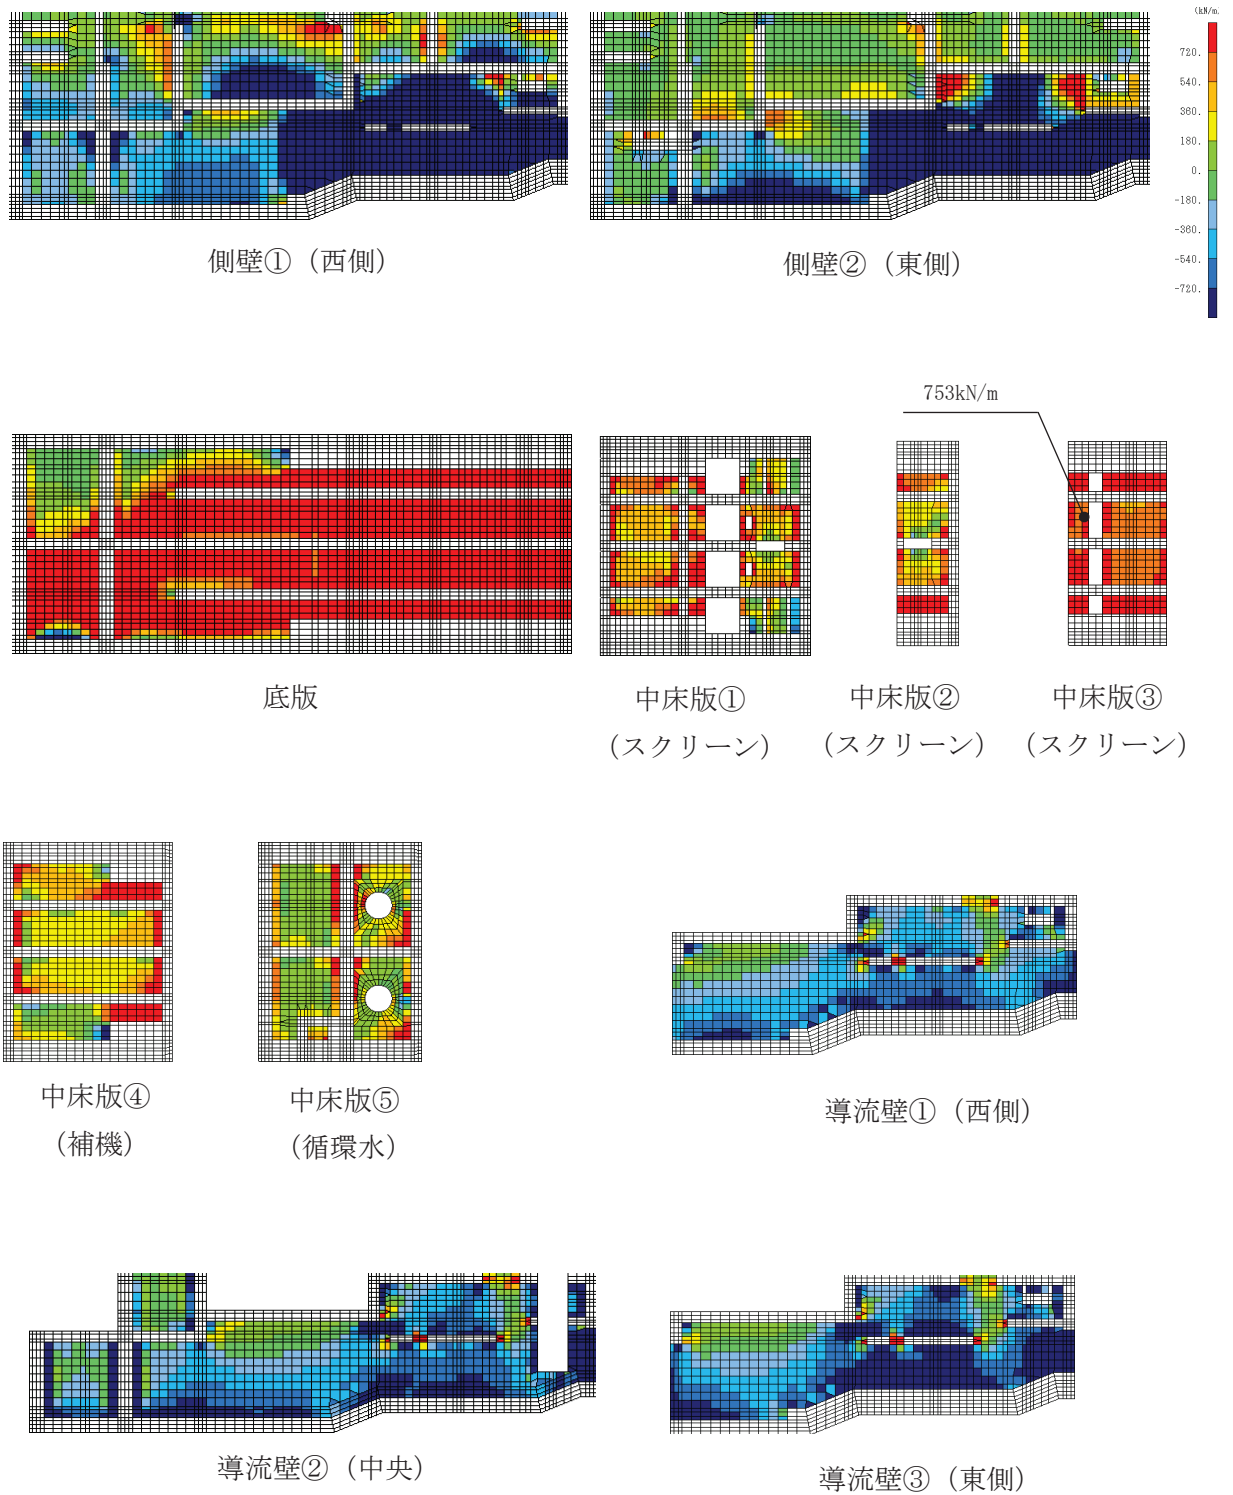 (kN/m)
720.
540.
360.
180.
0.
-180.
-360.
-540.
-720.
側壁①（西側）
側壁②（東側）
753kN/m
底版
中床版①
（スクリーン）
中床版②
（スクリーン）
中床版③
（スクリーン）
中床版④
（補機）
中床版⑤
（循環水）
導流壁①（西側）
導流壁②（中央）
導流壁③（東側）